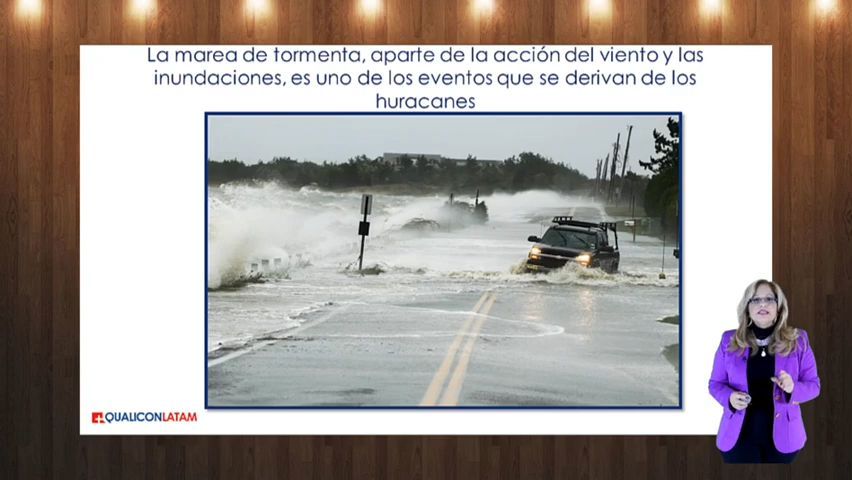 La marea de tormenta, aparte de la acción del viento y las
inundaciones, es uno de los eventos que se derivan de los
huracanes
QUALICONLATAM